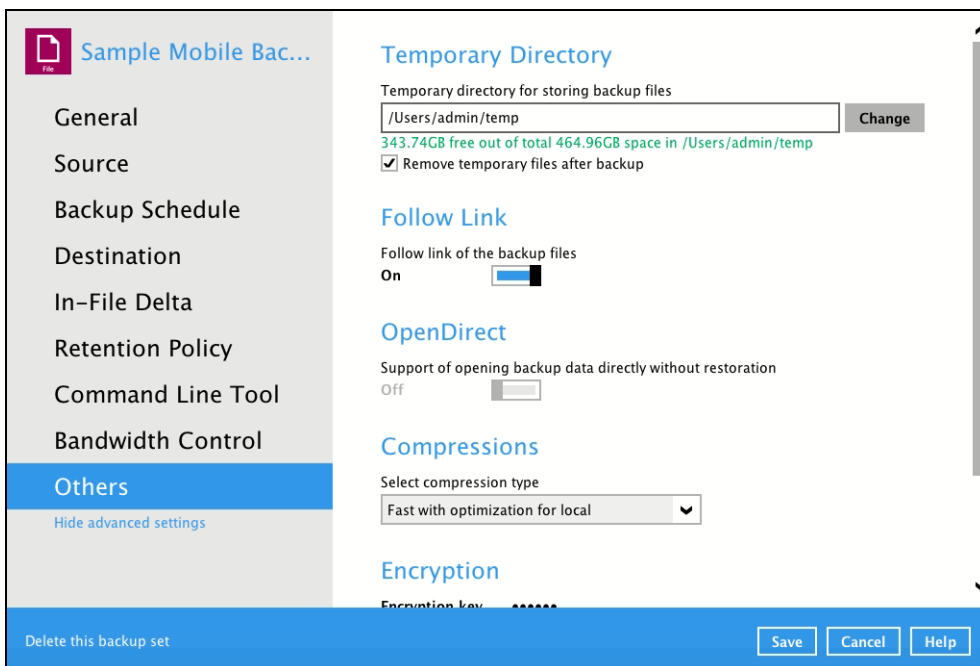 File
Sample Mobile Bac...
General
Source
Backup Schedule
Destination
In-File Delta
Retention Policy
Command Line Tool
Bandwidth Control
Others
Hide advanced settings
Temporary Directory
Temporary directory for storing backup files
/Users/admin/temp
Change
343.74GB free out of total 464.96GB space in /Users/admin/temp
Remove temporary files after backup
Follow Link
Follow link of the backup files
On
OpenDirect
Support of opening backup data directly without restoration
Off
Compressions
Select compression type
Fast with optimization for local
Encryption
Encryption key ••••••
Delete this backup set
Save Cancel Help